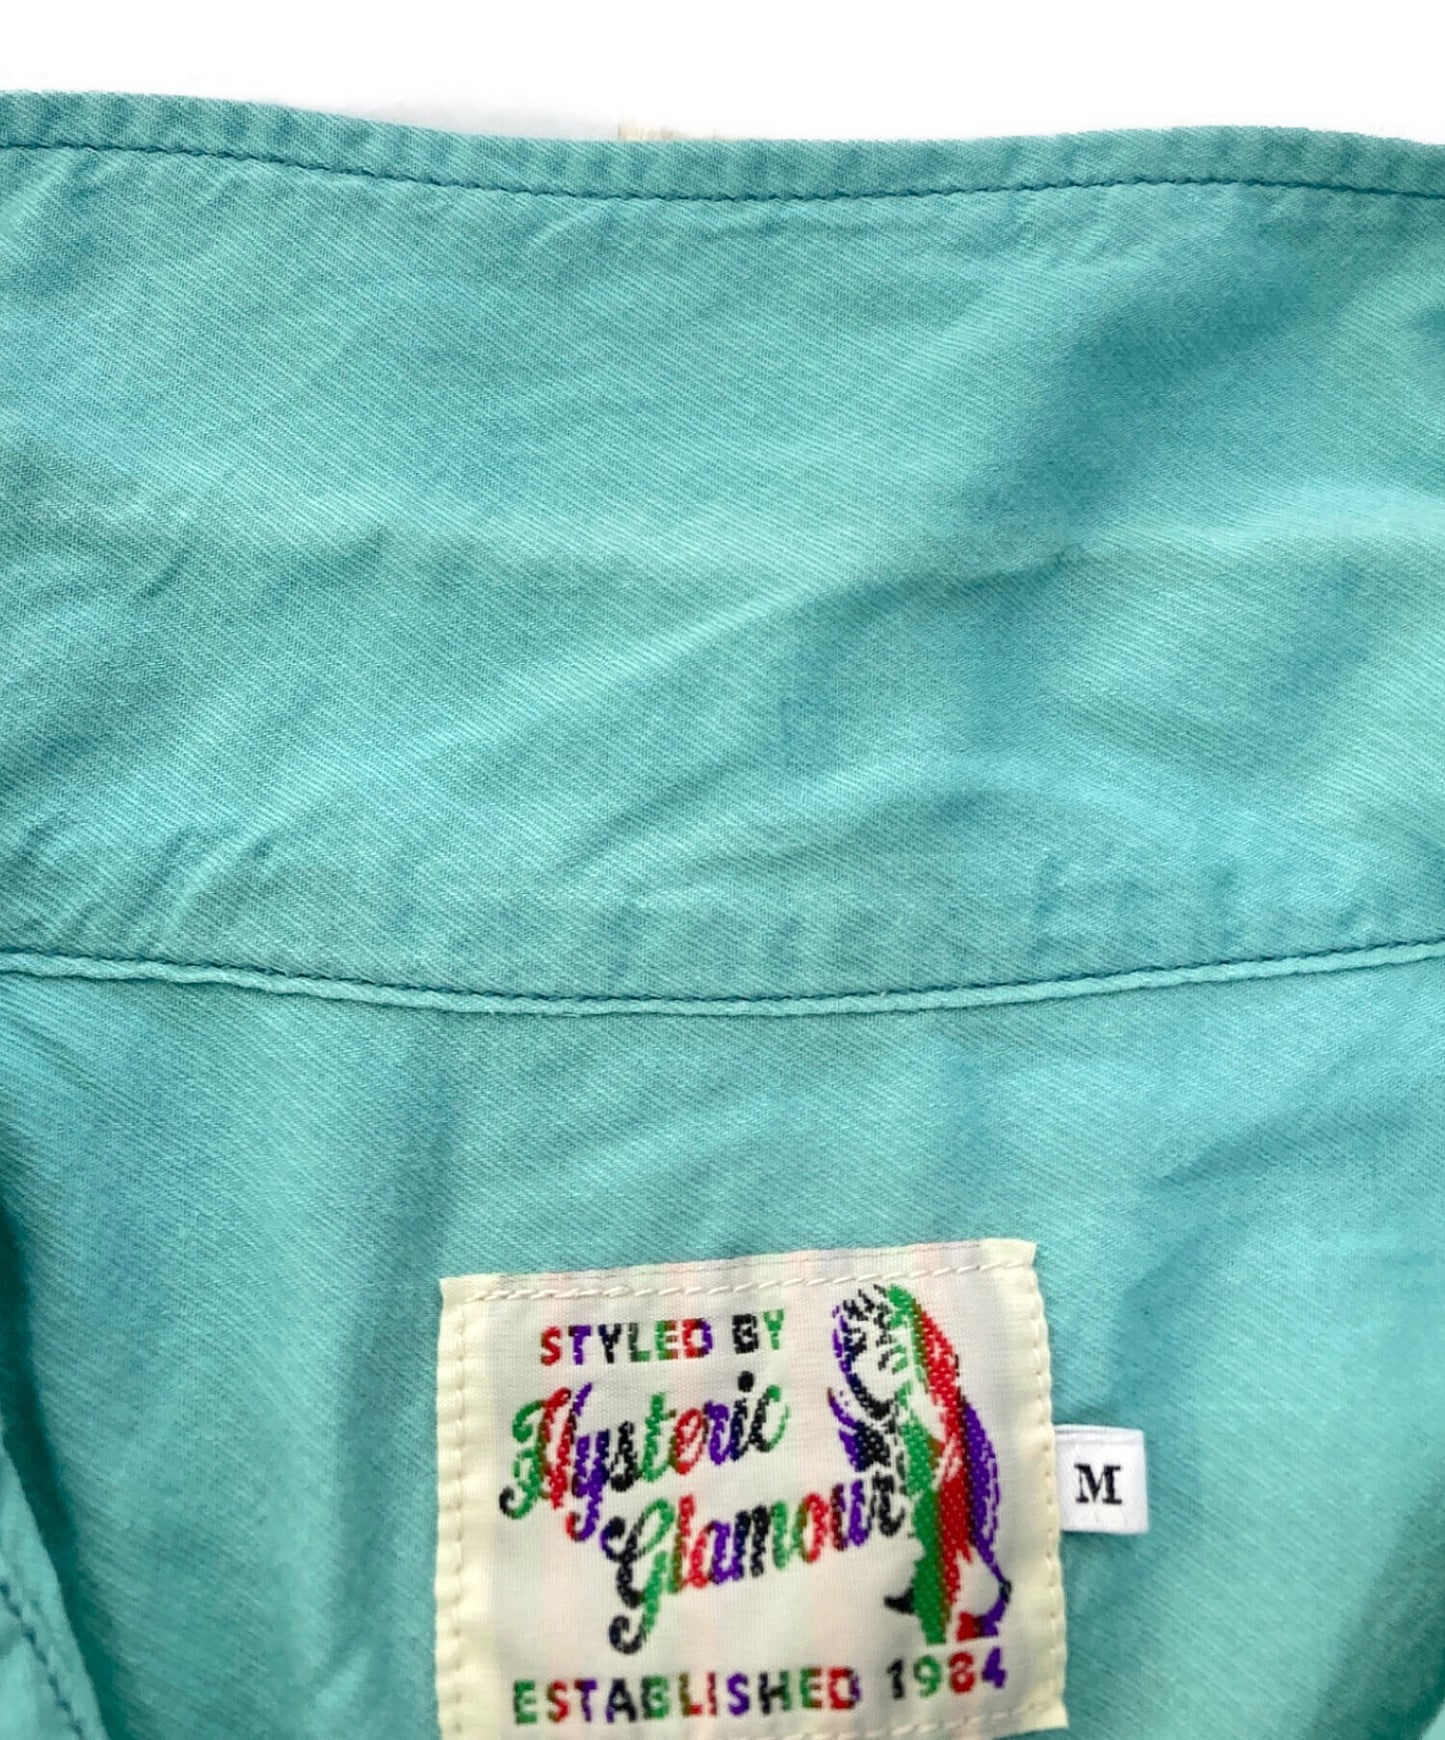 STYLED BY
Hysteric
Glamour
ESTABLISHED 1984
M